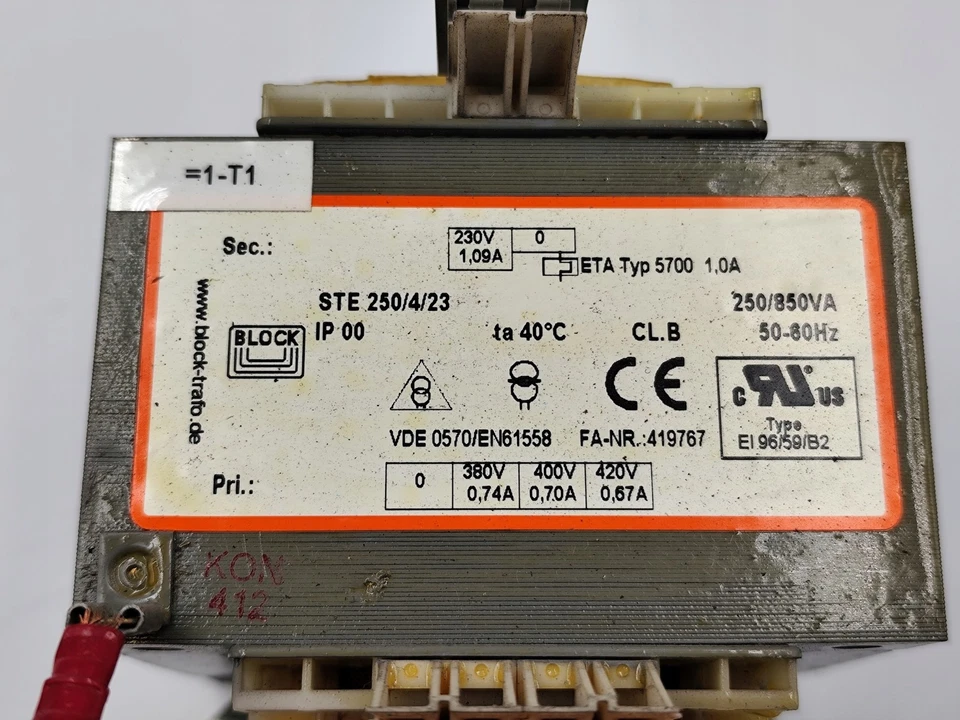 =1-T1
Sec.:
230V 0
1,09A
ETA Typ 5700 1,0A
STE 250/4/23 250/850VA
IP 00 ta 40°C CL.B 50-60Hz
www.block-trafo.de
BLOCK
CE
c RU US
Type
EI 96/59/B2
VDE 0570/EN61558 FA-NR.:419767
Pri.:
0 380V 400V 420V
0,74A 0,70A 0,67A
KON
412